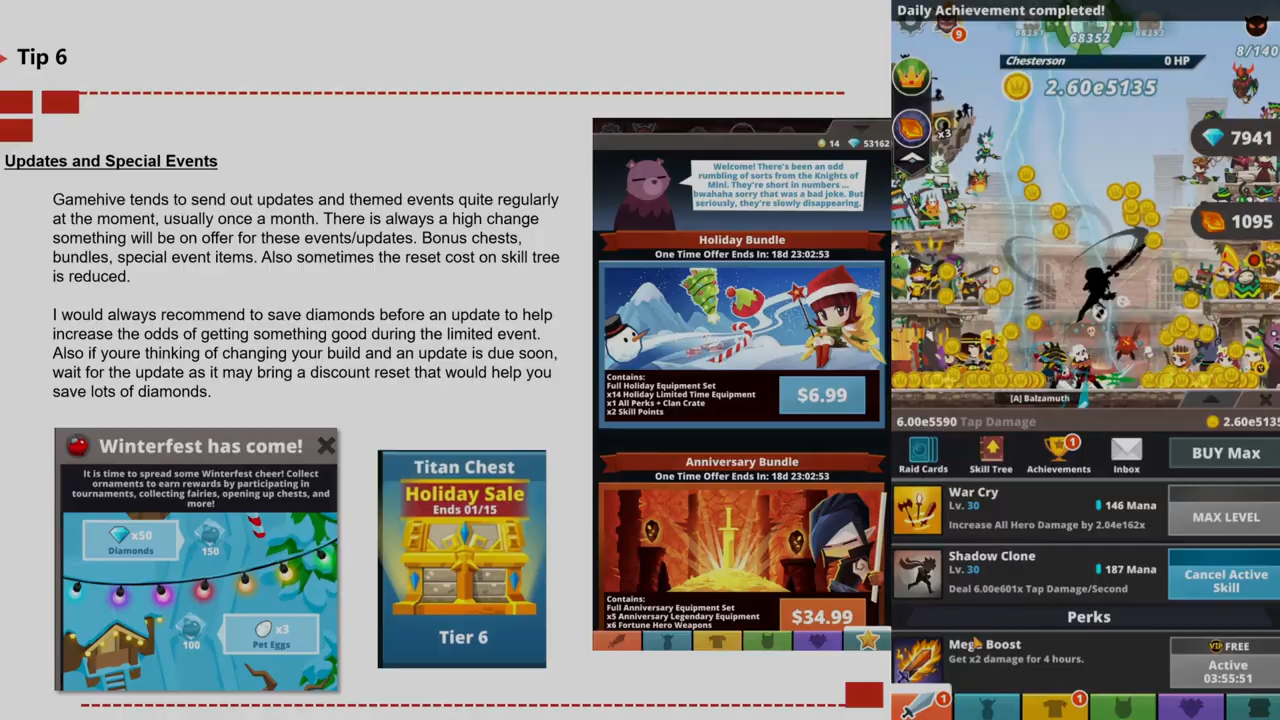 Tip 6
Updates and Special Events
Gamehive tends to send out updates and themed events quite regularly
at the moment, usually once a month. There is always a high change
something will be on offer for these events/updates. Bonus chests,
bundles, special event items. Also sometimes the reset cost on skill tree
is reduced.
I would always recommend to save diamonds before an update to help
increase the odds of getting something good during the limited event.
Also if youre thinking of changing your build and an update is due soon,
wait for the update as it may bring a discount reset that would help you
save lots of diamonds.
Winterfest has come!
It is time to spread some Winterfest cheer! Collect
ornaments to earn rewards by participating in
tournaments, collecting fairies, opening up chests, and
more!
x50
Diamonds
150
100
x3
Pet Eggs
Titan Chest
Holiday Sale
Ends 01/15
Tier 6
14 53162
Welcome! There's been an odd
rumbling of sorts from the Knights of
Mini. They're short in numbers ...
bwahaha sorry that was a bad joke. But
seriously, they're slowly disappearing.
Holiday Bundle
One Time Offer Ends In: 18d 23:02:53
Contains:
Full Holiday Equipment Set
x14 Holiday Limited Time Equipment
x1 All Perks + Clan Crate
x2 Skill Points
$6.99
Anniversary Bundle
One Time Offer Ends In: 18d 23:02:53
Contains:
Full Anniversary Equipment Set
x5 Anniversary Legendary Equipment
x6 Fortune Hero Weapons
$34.99
Daily Achievement completed!
9
68351 68352 68353
8/140
Chesterson 0 HP
2.60e5135
x3
7941
1095
[A] Balzamuth
6.00e5590 Tap Damage
2.60e5135
Raid Cards
Skill Tree
1
Achievements
Inbox
BUY Max
War Cry
Lv. 30 146 Mana
Increase All Hero Damage by 2.04e162x
MAX LEVEL
Shadow Clone
Lv. 30 187 Mana
Deal 6.00e601x Tap Damage/Second
Cancel Active
Skill
Perks
Mega Boost
Get x2 damage for 4 hours.
VIP FREE
Active
03:55:51
1
1